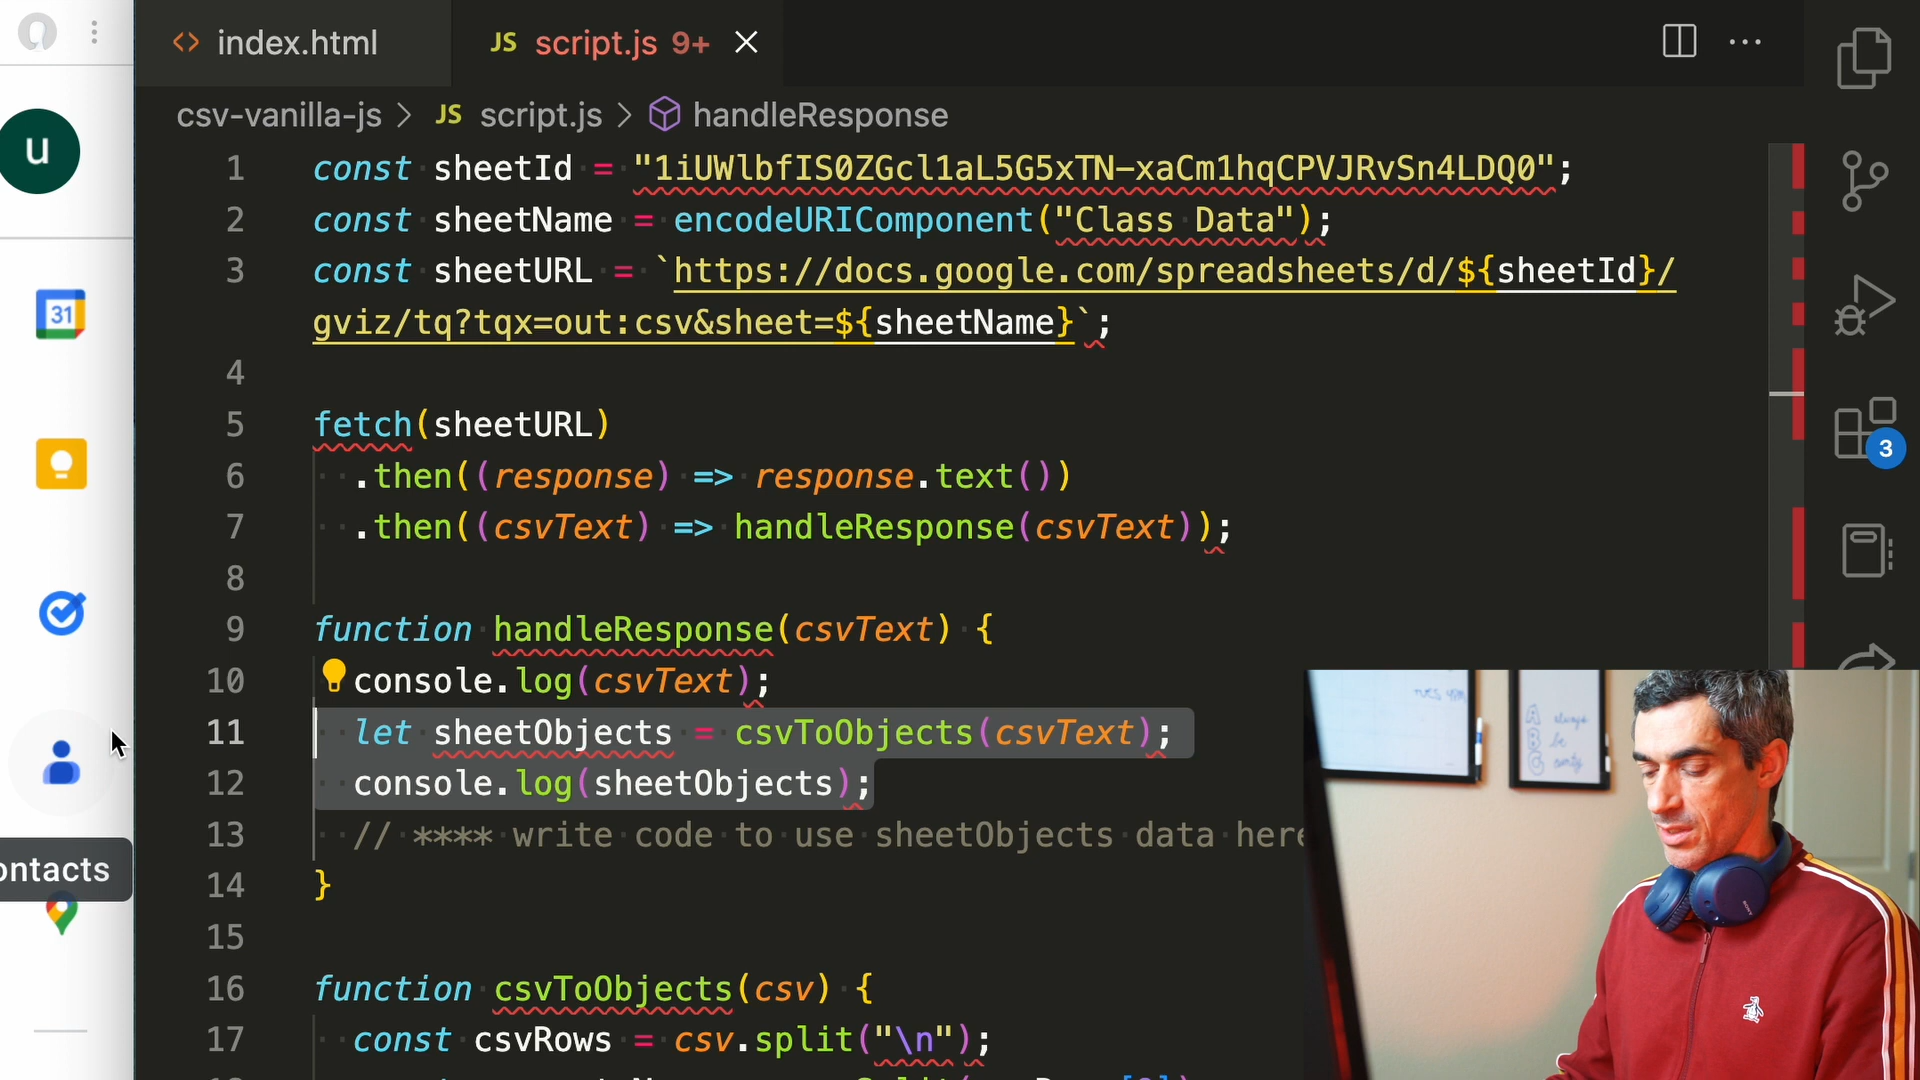 index.html
JS script.js 9+
csv-vanilla-js > JS script.js > handleResponse
u
1 const sheetId = "1iUWlbfIS0ZGcl1aL5G5xTN-xaCm1hqCPVJRvSn4LDQ0";
2 const sheetName = encodeURIComponent("Class Data");
3 const sheetURL = `https://docs.google.com/spreadsheets/d/${sheetId}/
gviz/tq?tqx=out:csv&sheet=${sheetName}`;
31
4
5 fetch(sheetURL)
3
6 .then((response) => response.text())
7 .then((csvText) => handleResponse(csvText));
8
9 function handleResponse(csvText) {
10 console.log(csvText);
11 let sheetObjects = csvToObjects(csvText);
12 console.log(sheetObjects);
13 // **** write code to use sheetObjects data here
ontacts
14 }
15
16 function csvToObjects(csv) {
17 const csvRows = csv.split("\n");
always
be
SONY